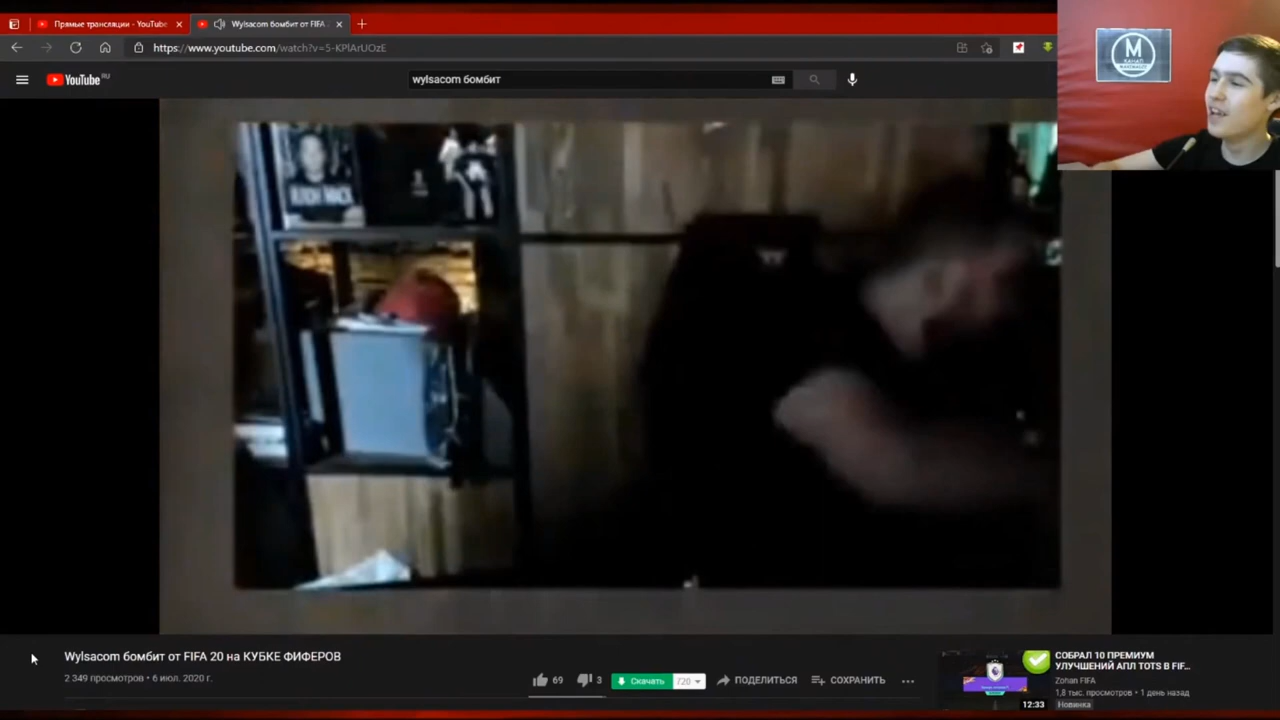 Прямые трансляции - YouTube
Wylsacom бомбит от FIFA
https://www.youtube.com/watch?v=5-KPlArUOzE
YouTube RU
wylsacom бомбит
М
КАНАЛ
Wylsacom бомбит от FIFA 20 на КУБКЕ ФИФЕРОВ
2 349 просмотров • 6 июл. 2020 г.
69
3
Скачать
720
ПОДЕЛИТЬСЯ
СОХРАНИТЬ
СОБРАЛ 10 ПРЕМИУМ
УЛУЧШЕНИЙ АПЛ TOTS В FIF...
Zohan FIFA
1,8 тыс. просмотров • 1 день назад
Новинка
12:33